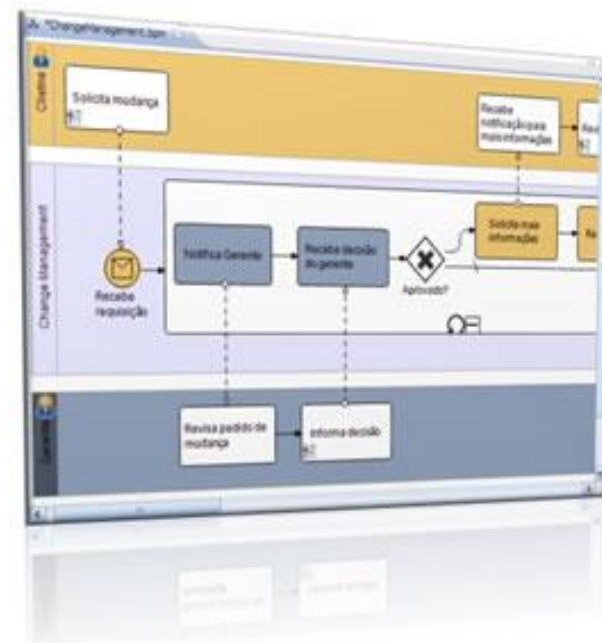 *ChangeManagement.bpm
Cliente
Solicita mudança
Recebe
notificação para
mais informações
Change Management
Recebe
requisição
Notifica Gerente
Recebe decisão
do gerente
Aprovado?
Solicita mais
informações
Gerente
Revisa pedido de
mudança
Informa decisão